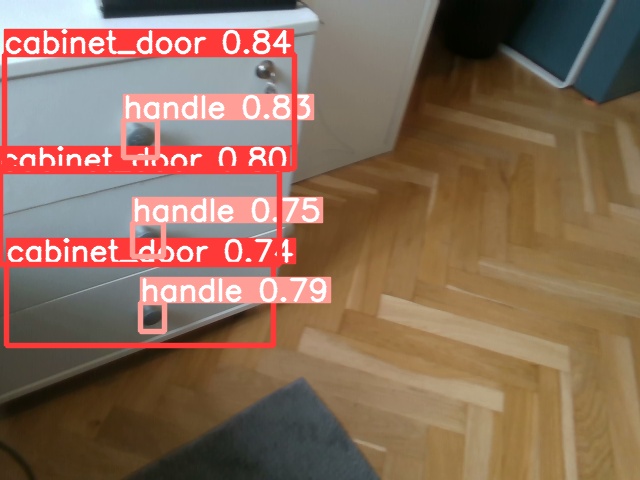 cabinet_door 0.84
handle 0.83
cabinet_door 0.80
handle 0.75
cabinet_door 0.74
handle 0.79